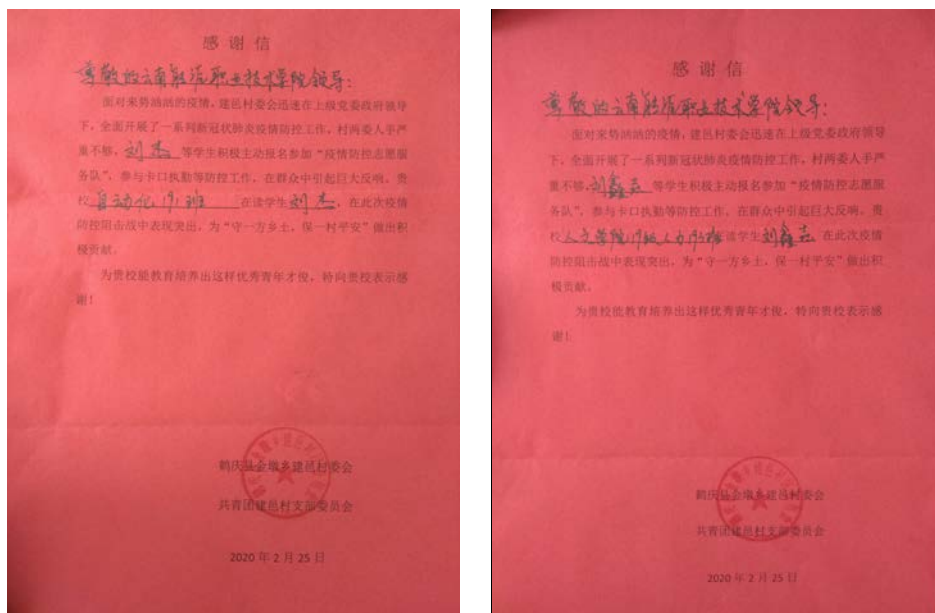 感谢信
尊敬的云南能源职业技术学院领导：
面对来势汹汹的疫情，建邑村委会迅速在上级党委政府领导
下，全面开展了一系列新冠状肺炎疫情防控工作，村两委人手严
重不够，刘杰 等学生积极主动报名参加“疫情防控志愿服
务队”，参与卡口执勤等防控工作，在群众中引起巨大反响。贵
校 自动化191班 在读学生 刘杰，在此次疫情
防控阻击战中表现突出，为“守一方乡土，保一村平安”做出积
极贡献。
为贵校能教育培养出这样优秀青年才俊，特向贵校表示感
谢！
鹤庆县金墩乡建邑村委会
共青团建邑村支部委员会
2020年2月25日
感谢信
尊敬的云南能源职业技术学院领导：
面对来势汹汹的疫情，建邑村委会迅速在上级党委政府领导
下，全面开展了一系列新冠状肺炎疫情防控工作，村两委人手严
重不够，刘鑫 等学生积极主动报名参加“疫情防控志愿服
务队”，参与卡口执勤等防控工作，在群众中引起巨大反响。贵
校 人文学院19级人力 在读学生 刘鑫 在此次疫情
防控阻击战中表现突出，为“守一方乡土，保一村平安”做出积
极贡献。
为贵校能教育培养出这样优秀青年才俊，特向贵校表示感
谢！
鹤庆县金墩乡建邑村委会
共青团建邑村支部委员会
2020年2月25日